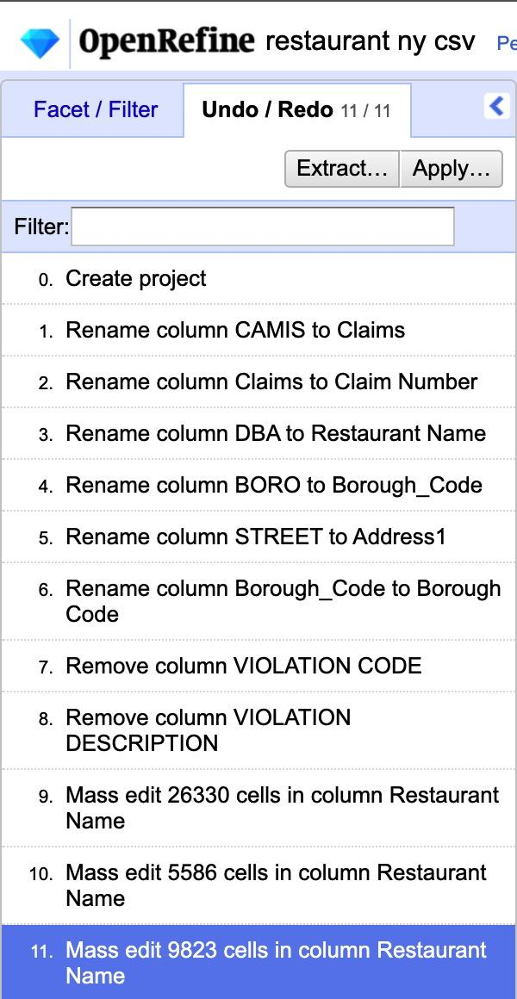 OpenRefine restaurant ny csv Pe
Facet / Filter Undo / Redo 11 / 11
Extract... Apply...
Filter:
0. Create project
1. Rename column CAMIS to Claims
2. Rename column Claims to Claim Number
3. Rename column DBA to Restaurant Name
4. Rename column BORO to Borough_Code
5. Rename column STREET to Address1
6. Rename column Borough_Code to Borough
Code
7. Remove column VIOLATION CODE
8. Remove column VIOLATION
DESCRIPTION
9. Mass edit 26330 cells in column Restaurant
Name
10. Mass edit 5586 cells in column Restaurant
Name
11. Mass edit 9823 cells in column Restaurant
Name